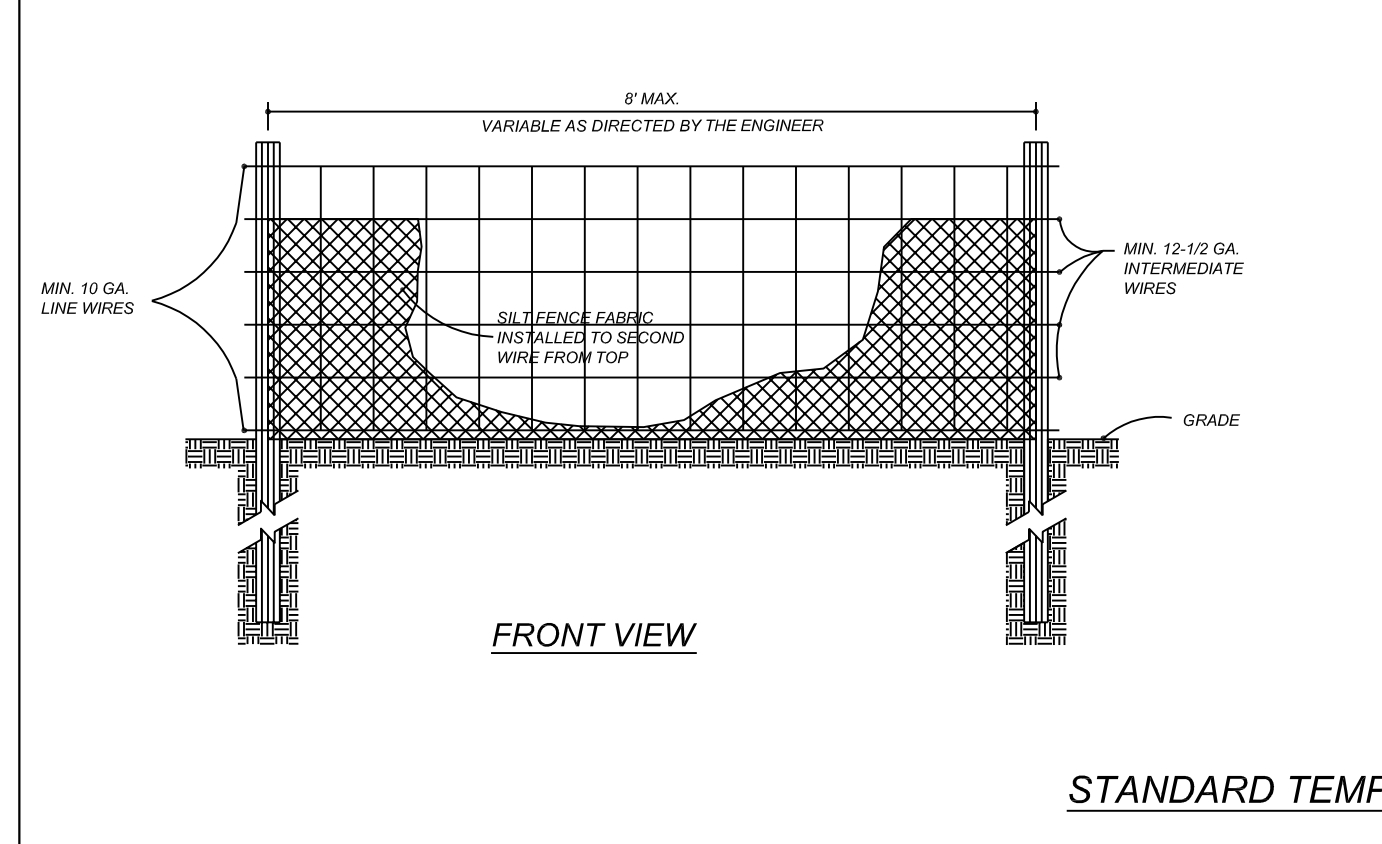 8' MAX.
VARIABLE AS DIRECTED BY THE ENGINEER
MIN. 10 GA.
LINE WIRES
MIN. 12-1/2 GA.
INTERMEDIATE
WIRES
SILT FENCE FABRIC
INSTALLED TO SECOND
WIRE FROM TOP
GRADE
FRONT VIEW
STANDARD TEMP